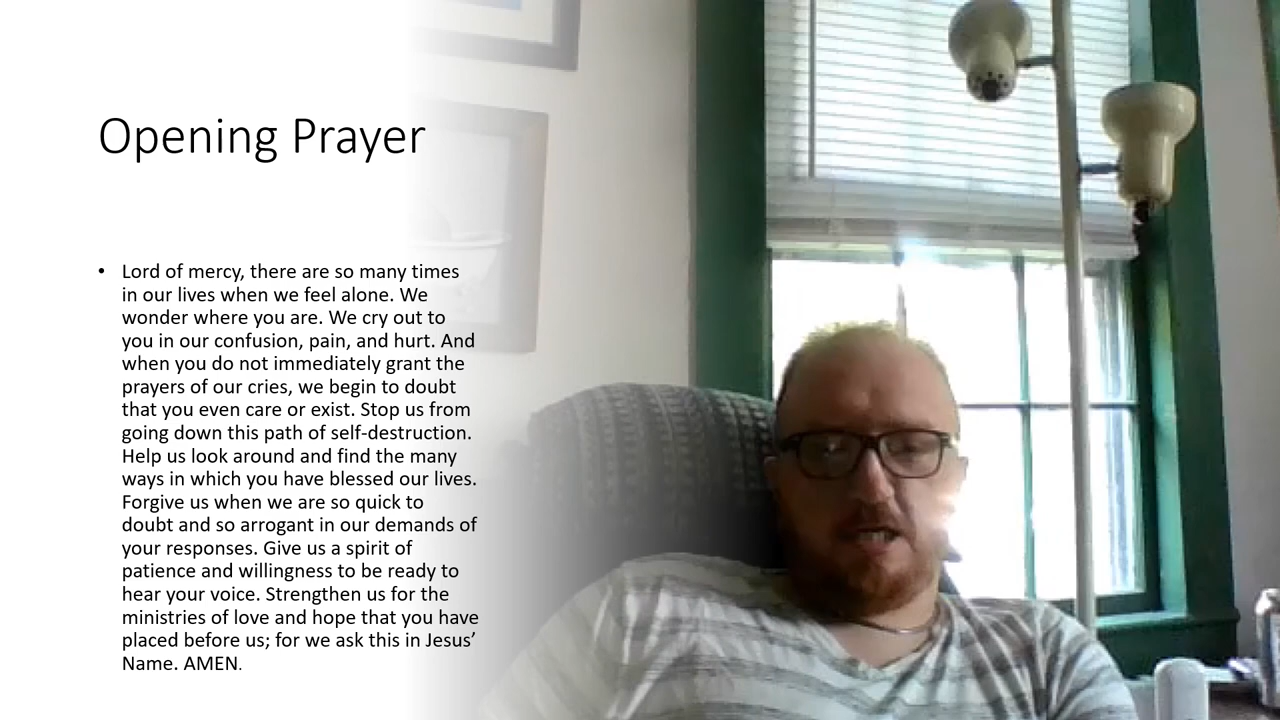 Opening Prayer
• Lord of mercy, there are so many times
in our lives when we feel alone. We
wonder where you are. We cry out to
you in our confusion, pain, and hurt. And
when you do not immediately grant the
prayers of our cries, we begin to doubt
that you even care or exist. Stop us from
going down this path of self-destruction.
Help us look around and find the many
ways in which you have blessed our lives.
Forgive us when we are so quick to
doubt and so arrogant in our demands of
your responses. Give us a spirit of
patience and willingness to be ready to
hear your voice. Strengthen us for the
ministries of love and hope that you have
placed before us; for we ask this in Jesus’
Name. AMEN.